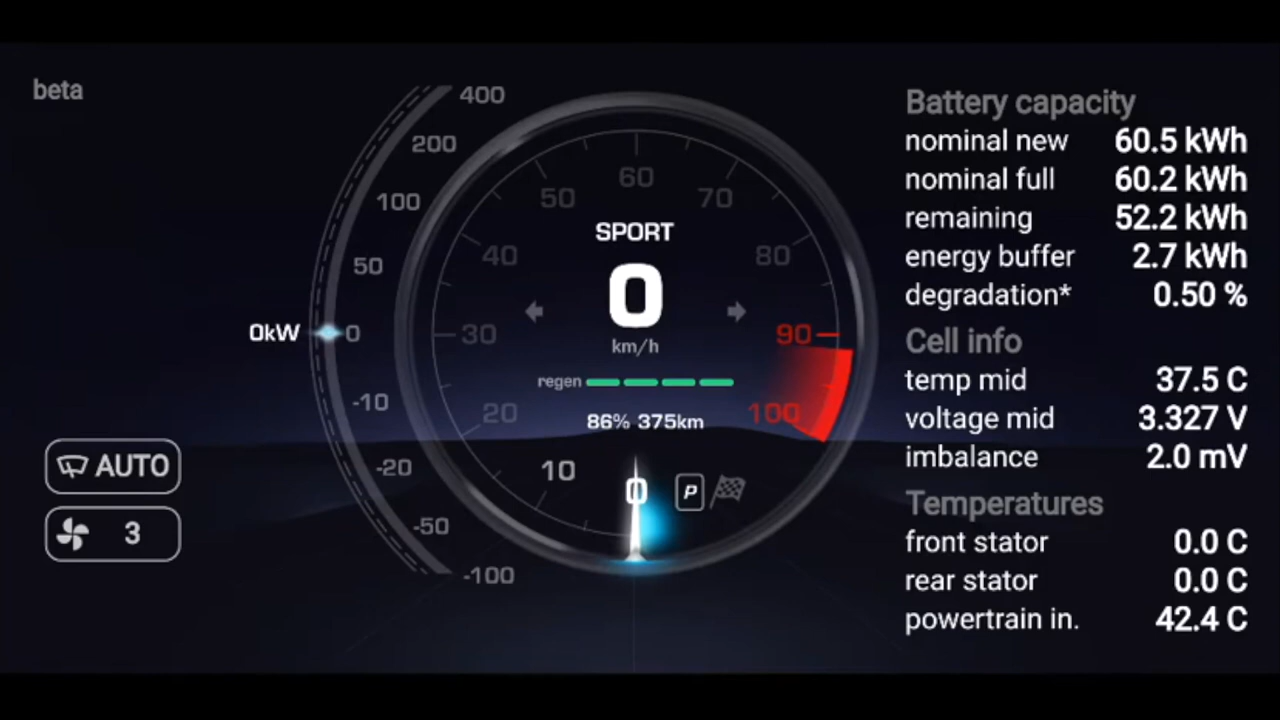 beta
400
200
100
50
0kW 0
-10
-20
-50
-100
60
50 70
SPORT
40 80
0
30 90
km/h
regen
20 100
86% 375km
10 0 P
AUTO
3
Battery capacity
nominal new 60.5 kWh
nominal full 60.2 kWh
remaining 52.2 kWh
energy buffer 2.7 kWh
degradation* 0.50 %
Cell info
temp mid 37.5 C
voltage mid 3.327 V
imbalance 2.0 mV
Temperatures
front stator 0.0 C
rear stator 0.0 C
powertrain in. 42.4 C